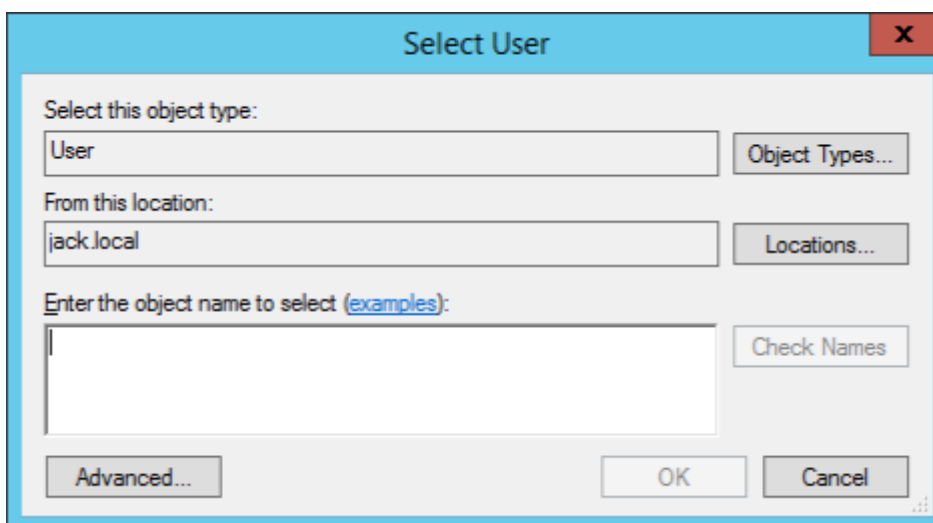 Select User
x
Select this object type:
User
Object Types...
From this location:
jack.local
Locations...
Enter the object name to select (examples):
Check Names
Advanced...
OK
Cancel